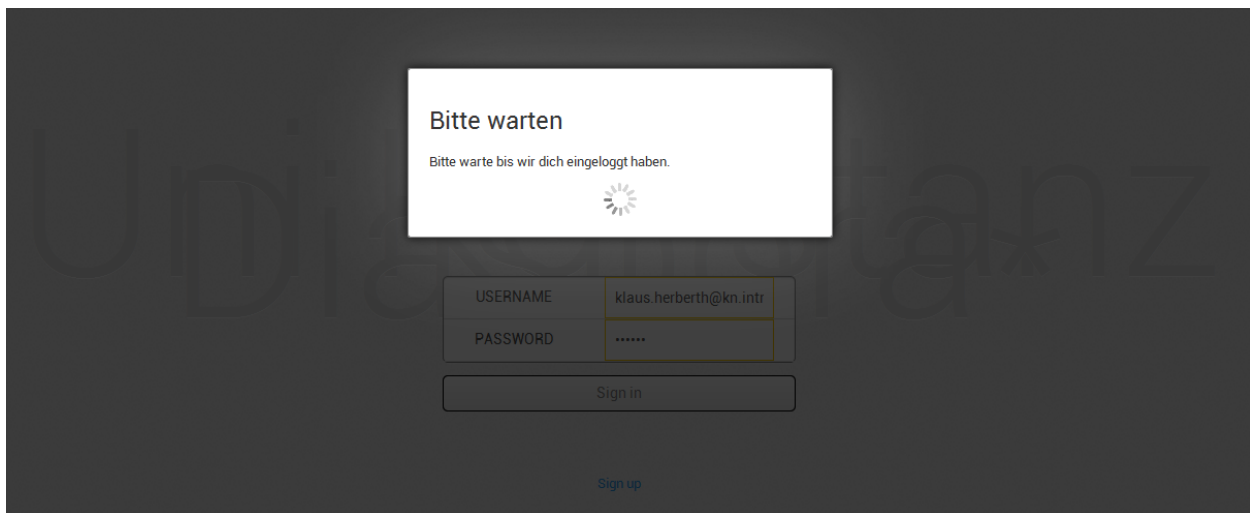 Bitte warten
Bitte warte bis wir dich eingeloggt haben.
USERNAME
klaus.herberth@kn.intr
PASSWORD
••••••
Sign in
Sign up